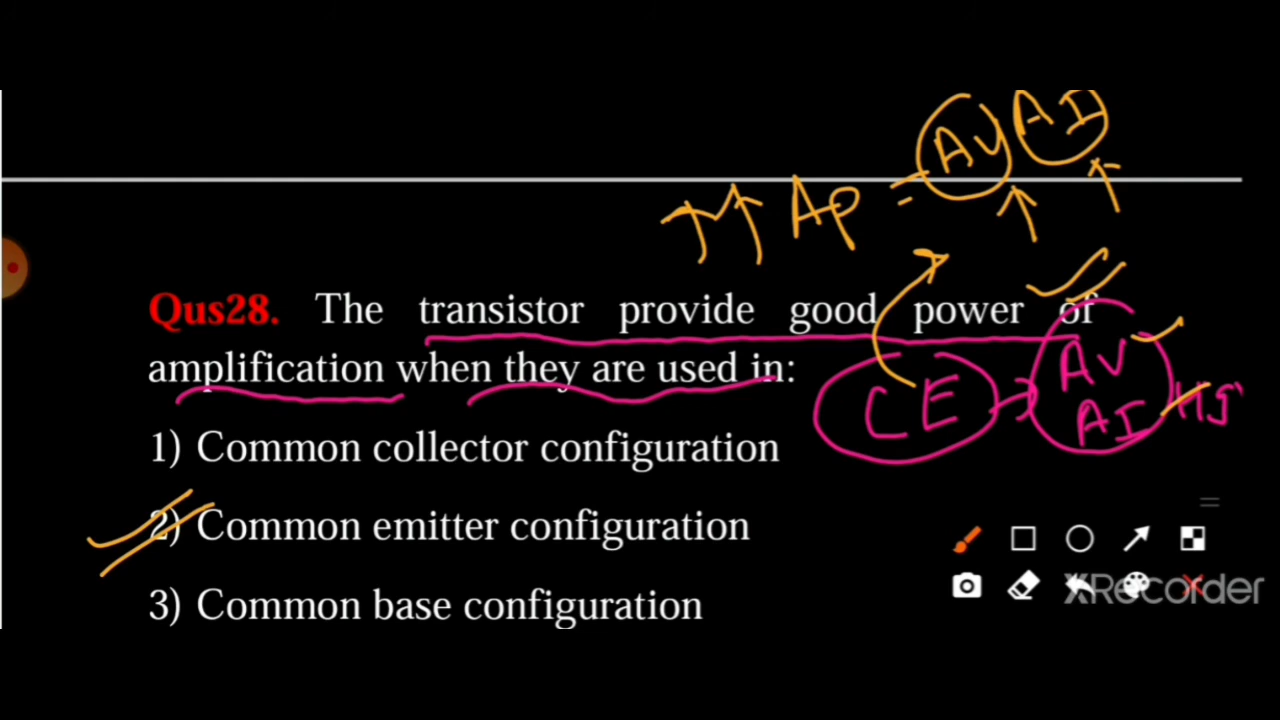 AV AI
Ap =
Qus28. The transistor provide good power of
amplification when they are used in:
CE
AV
AI
1) Common collector configuration
2) Common emitter configuration
3) Common base configuration
XRecorder